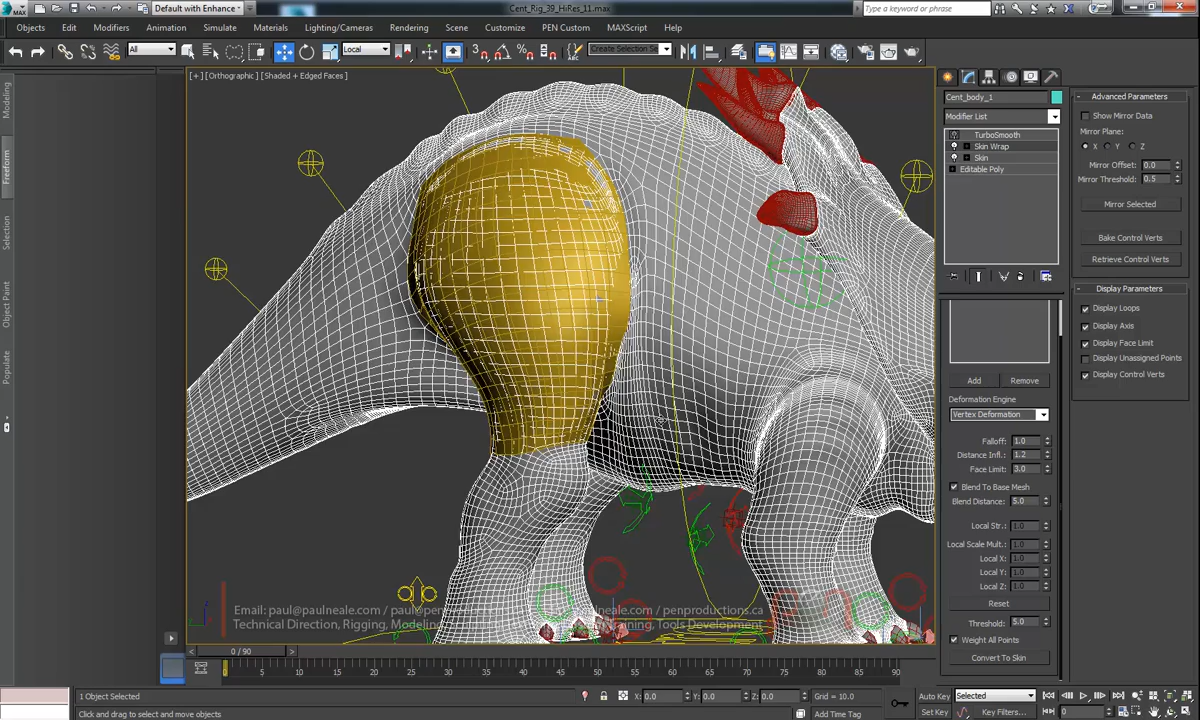 Default with Enhance
Cent_Rig_39_HiRes_11.mxf
Type a keyword or phrase
MAX
Objects Edit Modifiers Animation Simulate Materials Lighting/Cameras Rendering Scene Customize PEN Custom MAXScript Help
All Local Create Selection Se
[+] [Orthographic] [Shaded + Edged Faces]
Modeling
Freeform
Selection
Object Paint
Populate
Cent_body_1
Modifier List
TurboSmooth
Skin Wrap
Skin
Editable Poly
Add Remove
Deformation Engine
Vertex Deformation
Falloff: 1.0
Distance Infl.: 1.2
Face Limit: 3.0
Blend To Base Mesh
Blend Distance: 5.0
Local Str.: 1.0
Local Scale Mult.: 1.0
Local X: 1.0
Local Y: 1.0
Local Z: 1.0
Reset
Threshold: 5.0
Weight All Points
Convert To Skin
Advanced Parameters
Show Mirror Data
Mirror Plane:
X Y Z
Mirror Offset: 0.0
Mirror Threshold: 0.5
Mirror Selected
Bake Control Verts
Retrieve Control Verts
Display Parameters
Display Loops
Display Axis
Display Face Limit
Display Unassigned Points
Display Control Verts
Email: paul@paulneale.com / paul@pen
neale.com / penproductions.ca
Technical Direction, Rigging, Modeling
Training, Tools Development
0 / 90
0 5 10 15 20 25 30 35 40 45 50 55 60 65 70 75 80 85 90
1 Object Selected X: 0.0 Y: 0.0 Z: 0.0 Grid = 10.0 Auto Key Selected
Click and drag to select and move objects Add Time Tag Set Key Key Filters... 0